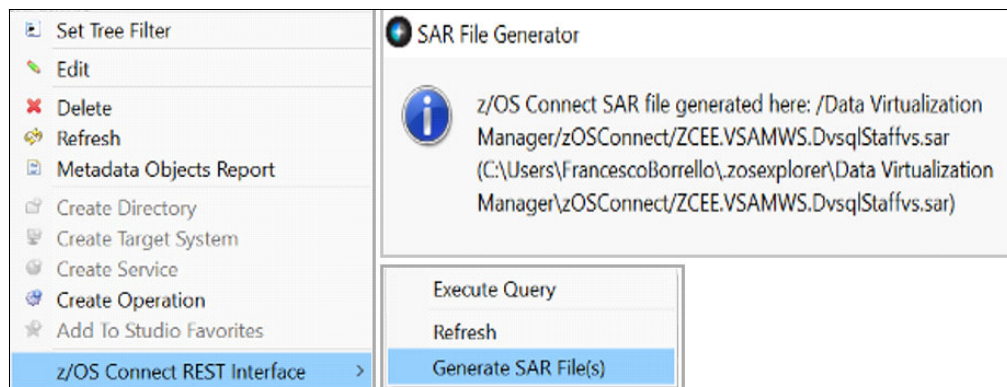 Set Tree Filter
Edit
Delete
Refresh
Metadata Objects Report
Create Directory
Create Target System
Create Service
Create Operation
Add To Studio Favorites
z/OS Connect REST Interface >
SAR File Generator
z/OS Connect SAR file generated here: /Data Virtualization
Manager/zOSConnect/ZCEE.VSAMWS.DvsqlStaffvs.sar
(C:\Users\FrancescoBorrello\.zosexplorer\Data Virtualization
Manager\zOSConnect/ZCEE.VSAMWS.DvsqlStaffvs.sar)
Execute Query
Refresh
Generate SAR File(s)